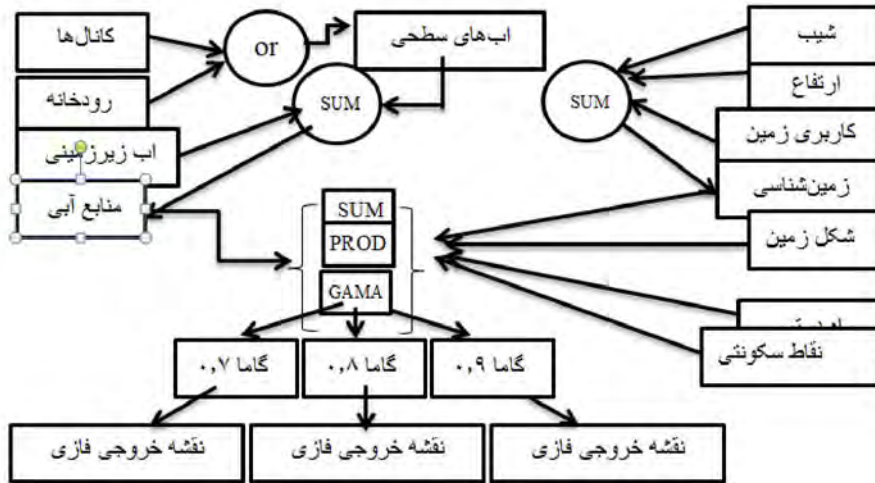 کانال‌ها
or
آب‌های سطحی
شیب
رودخانه
SUM
SUM
ارتفاع
آب زیرزمینی
کاربری زمین
منابع آبی
زمین‌شناسی
SUM
PROD
شکل زمین
GAMA
نقاط سکونتی
گاما ۰,۷
گاما ۰,۸
گاما ۰,۹
نقشه خروجی فازی
نقشه خروجی فازی
نقشه خروجی فازی